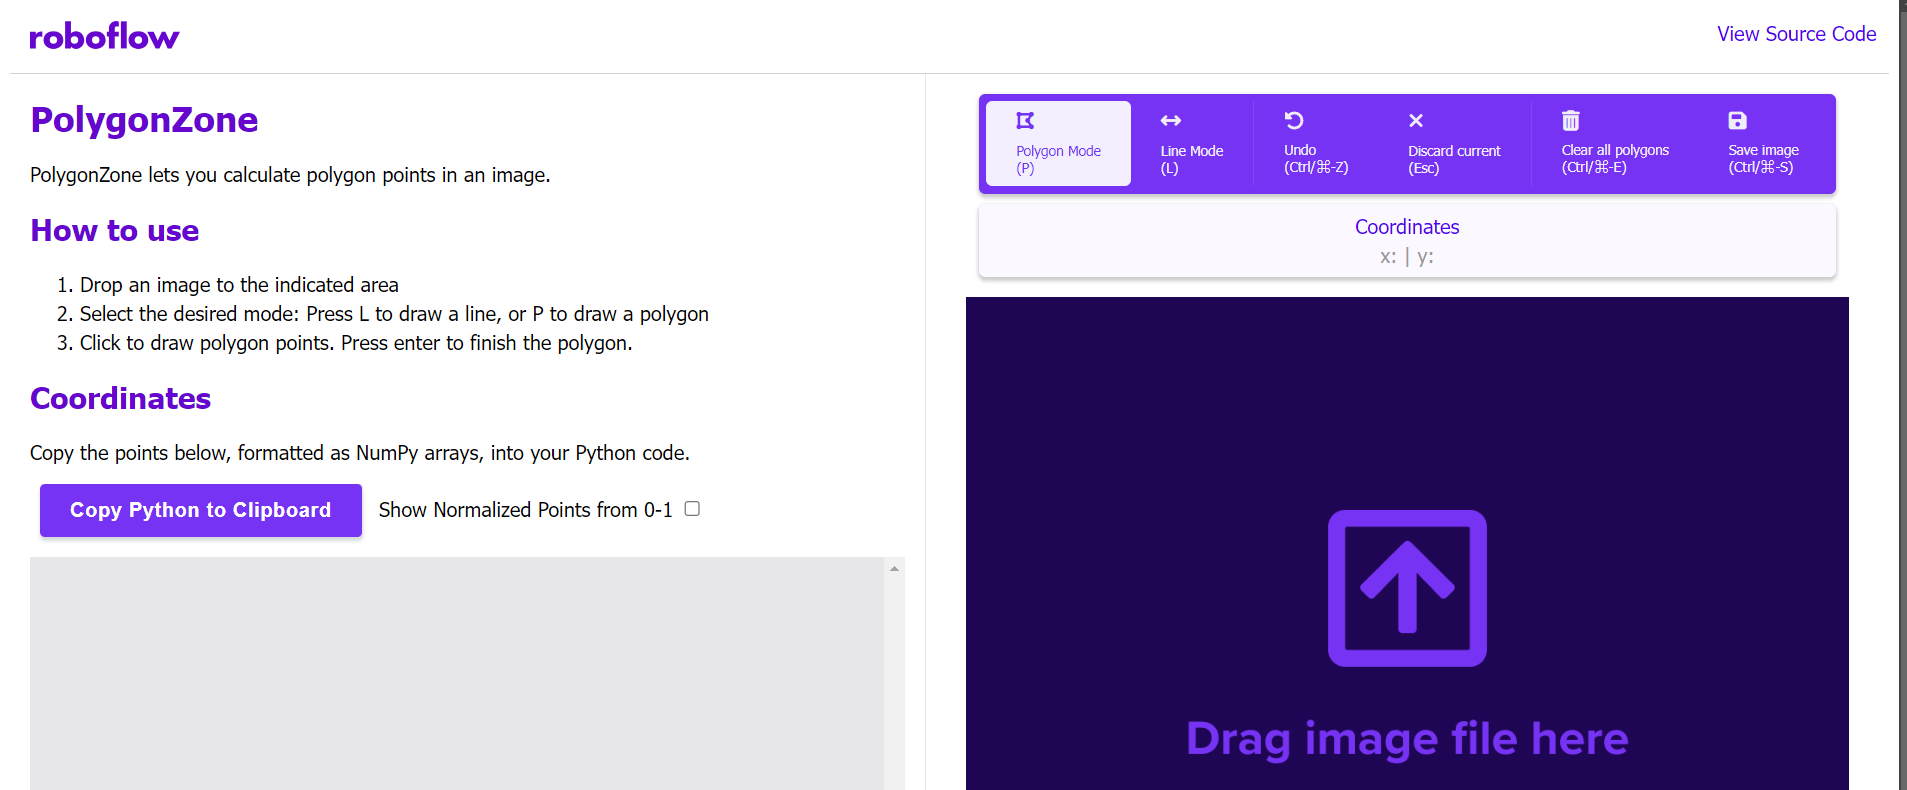 roboflow
View Source Code
PolygonZone
PolygonZone lets you calculate polygon points in an image.
How to use
1. Drop an image to the indicated area
2. Select the desired mode: Press L to draw a line, or P to draw a polygon
3. Click to draw polygon points. Press enter to finish the polygon.
Coordinates
Copy the points below, formatted as NumPy arrays, into your Python code.
Copy Python to Clipboard
Show Normalized Points from 0-1
Polygon Mode
(P)
Line Mode
(L)
Undo
(Ctrl/⌘-Z)
Discard current
(Esc)
Clear all polygons
(Ctrl/⌘-E)
Save image
(Ctrl/⌘-S)
Coordinates
x: | y:
Drag image file here